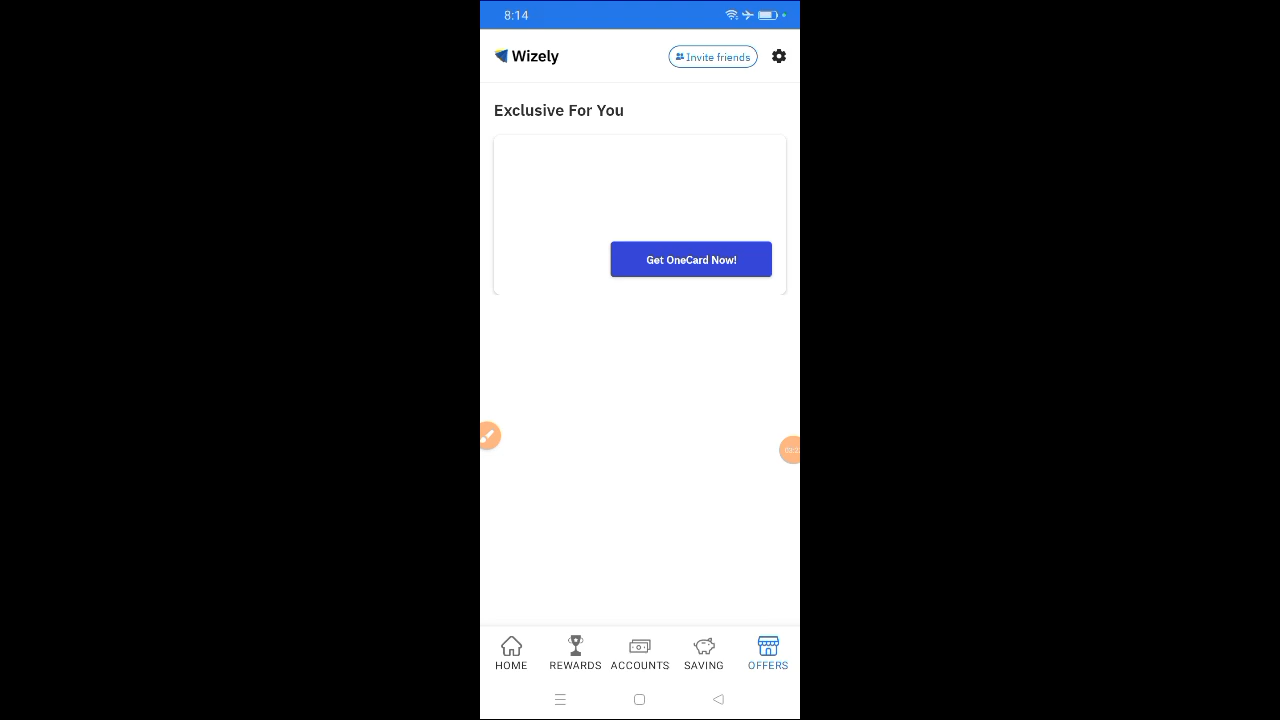 8:14
Wizely
Invite friends
Exclusive For You
Get OneCard Now!
HOME
REWARDS
ACCOUNTS
SAVING
OFFERS